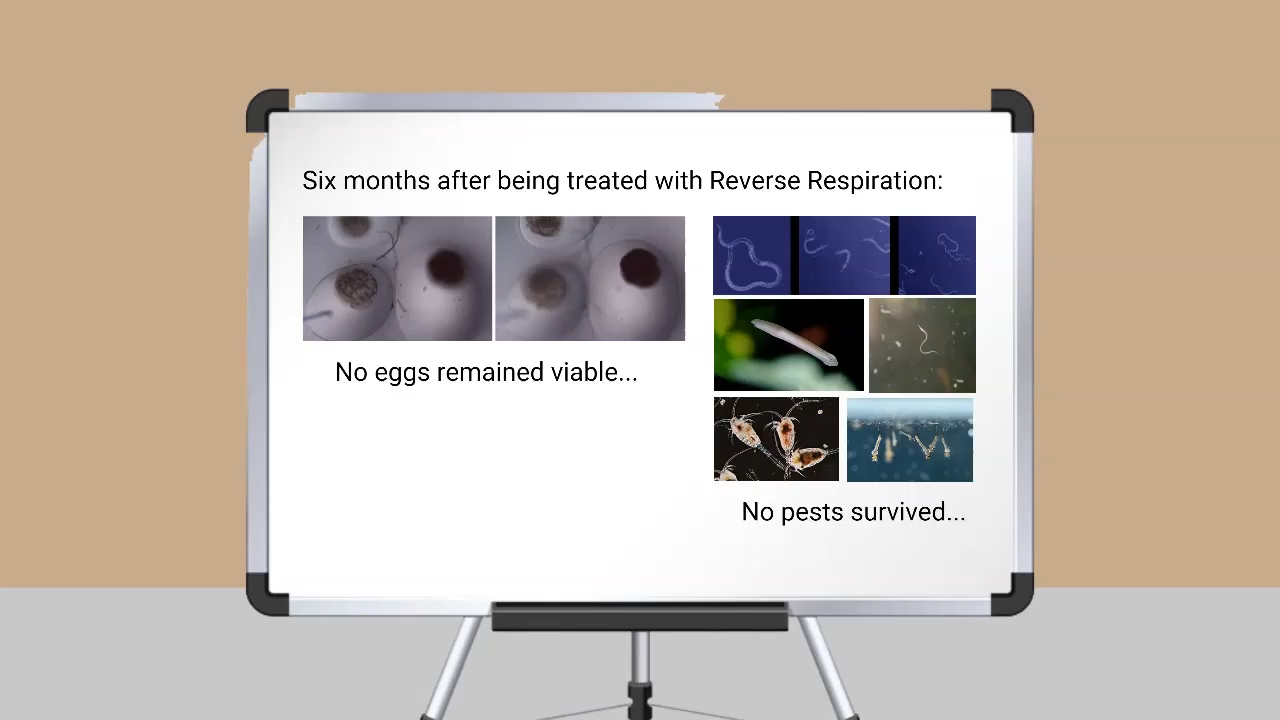 Six months after being treated with Reverse Respiration:
No eggs remained viable...
No pests survived...